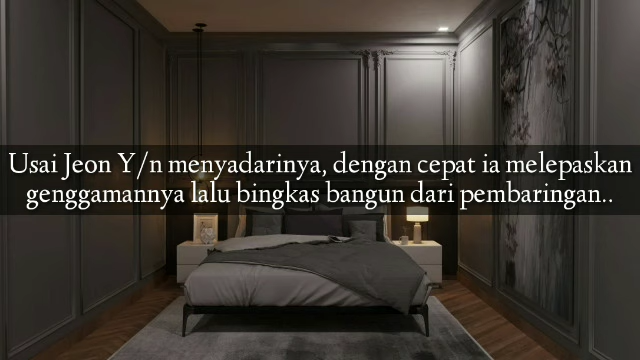 Usai Jeon Y/n menyadarinya, dengan cepat ia melepaskan
genggamannya lalu bingkas bangun dari pembaringan..